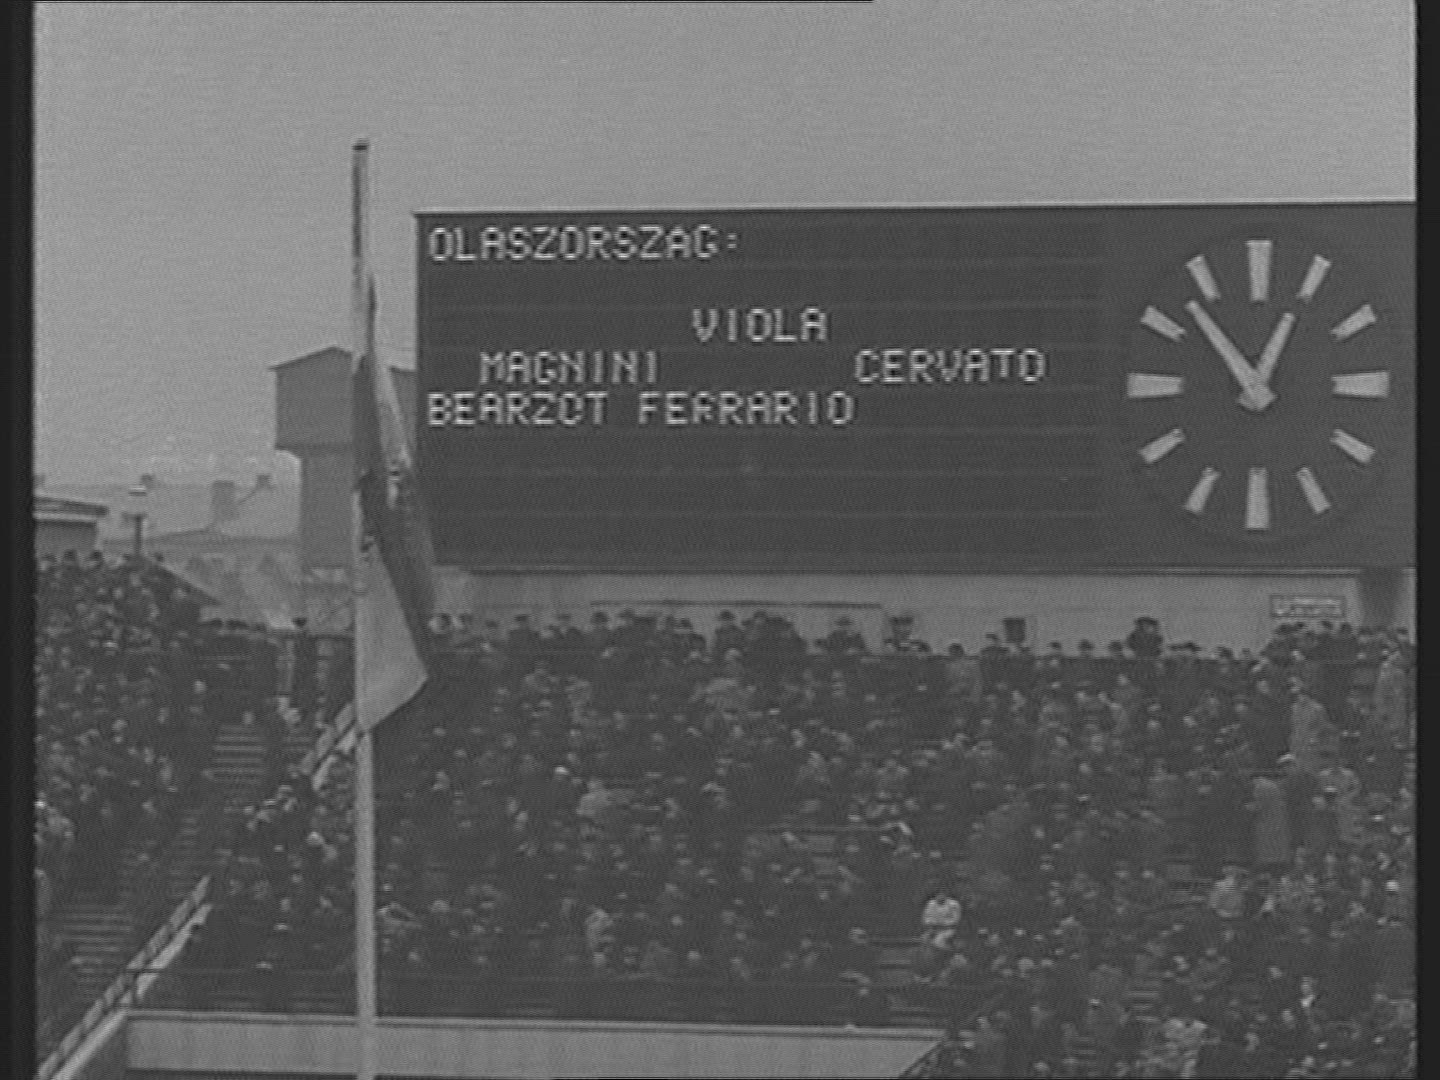 OLASZORSZAG:
VIOLA
MAGNINI CERVATO
BEARZOT FERRARIO